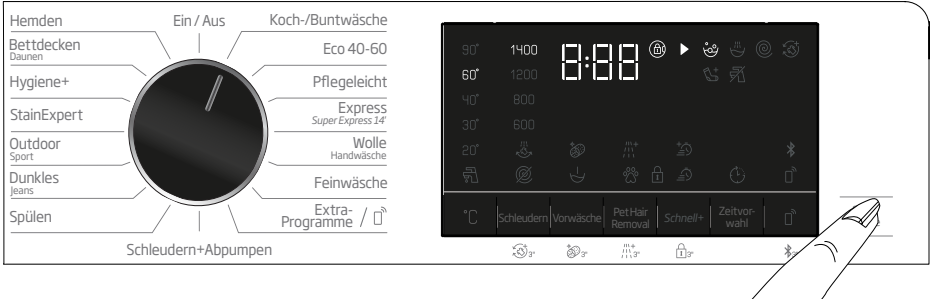 Ein / Aus
Hemden
Bettdecken
Daunen
Hygiene+
StainExpert
Outdoor
Sport
Dunkles
Jeans
Spülen
Schleudern+Abpumpen
Koch-/Buntwäsche
Eco 40-60
Pflegeleicht
Express
Super Express 14'
Wolle
Handwäsche
Feinwäsche
Extra-
Programme /
90° 1400 8:88
60° 1200
40° 800
30° 600
20°
°C Schleudern Vorwäsche Pet Hair Removal Schnell+ Zeitvor-wahl
3" 3" 3" 3" 3"